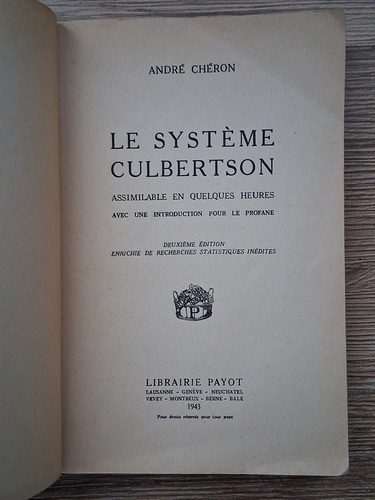 ANDRÉ CHÉRON
LE SYSTÈME
CULBERTSON
ASSIMILABLE EN QUELQUES HEURES
AVEC UNE INTRODUCTION POUR LE PROFANE
DEUXIÈME ÉDITION
ENRICHIE DE RECHERCHES STATISTIQUES INÉDITES
P
LIBRAIRIE PAYOT
LAUSANNE – GENÈVE – NEUCHATEL
VEVEY – MONTREUX – BERNE – BALE
1943
Tous droits réservés pour tous pays